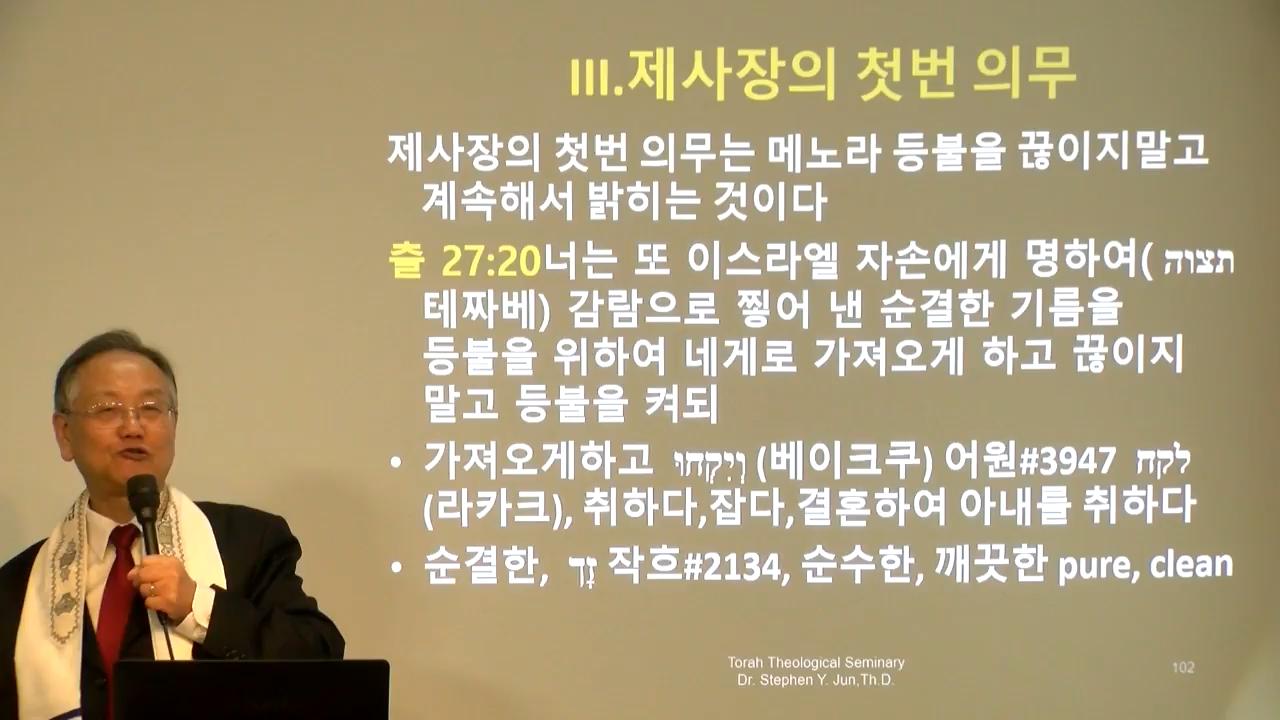 III.제사장의 첫번 의무
제사장의 첫번 의무는 메노라 등불을 끊이지말고
계속해서 밝히는 것이다
출 27:20너는 또 이스라엘 자손에게 명하여( תצוה
테짜베) 감람으로 찧어 낸 순결한 기름을
등불을 위하여 네게로 가져오게 하고 끊이지
말고 등불을 켜되
• 가져오게하고 וְיִקְחוּ (베이크쿠) 어원#3947 לקח
(라카크), 취하다,잡다,결혼하여 아내를 취하다
• 순결한, זָךְ 작흐#2134, 순수한, 깨끗한 pure, clean
Torah Theological Seminary
Dr. Stephen Y. Jun,Th.D.
102